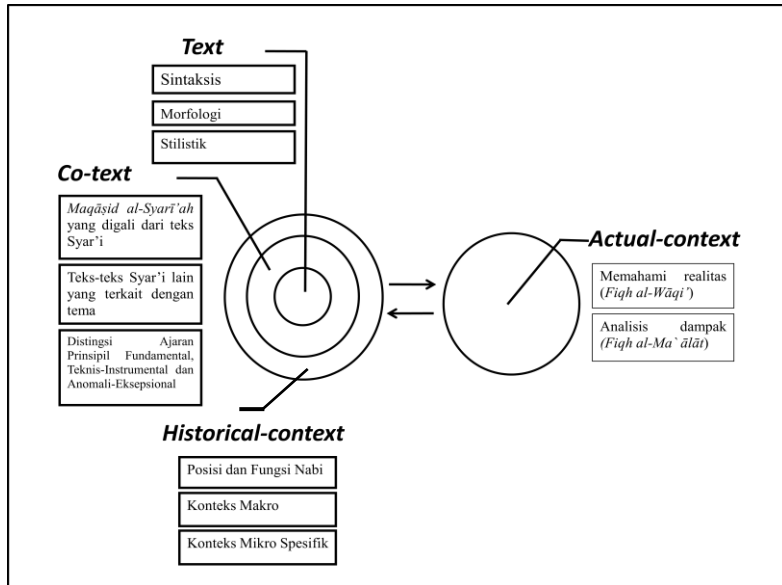 Text
Sintaksis
Morfologi
Stilistik
Co-text
Maqāṣid al-Syarī'ah
yang digali dari teks
Syar'i
Teks-teks Syar'i lain
yang terkait dengan
tema
Distingsi Ajaran
Prinsipil Fundamental,
Teknis-Instrumental dan
Anomali-Eksepsional
Historical-context
Posisi dan Fungsi Nabi
Konteks Makro
Konteks Mikro Spesifik
Actual-context
Memahami realitas
(Fiqh al-Wāqi')
Analisis dampak
(Fiqh al-Ma`ālāt)